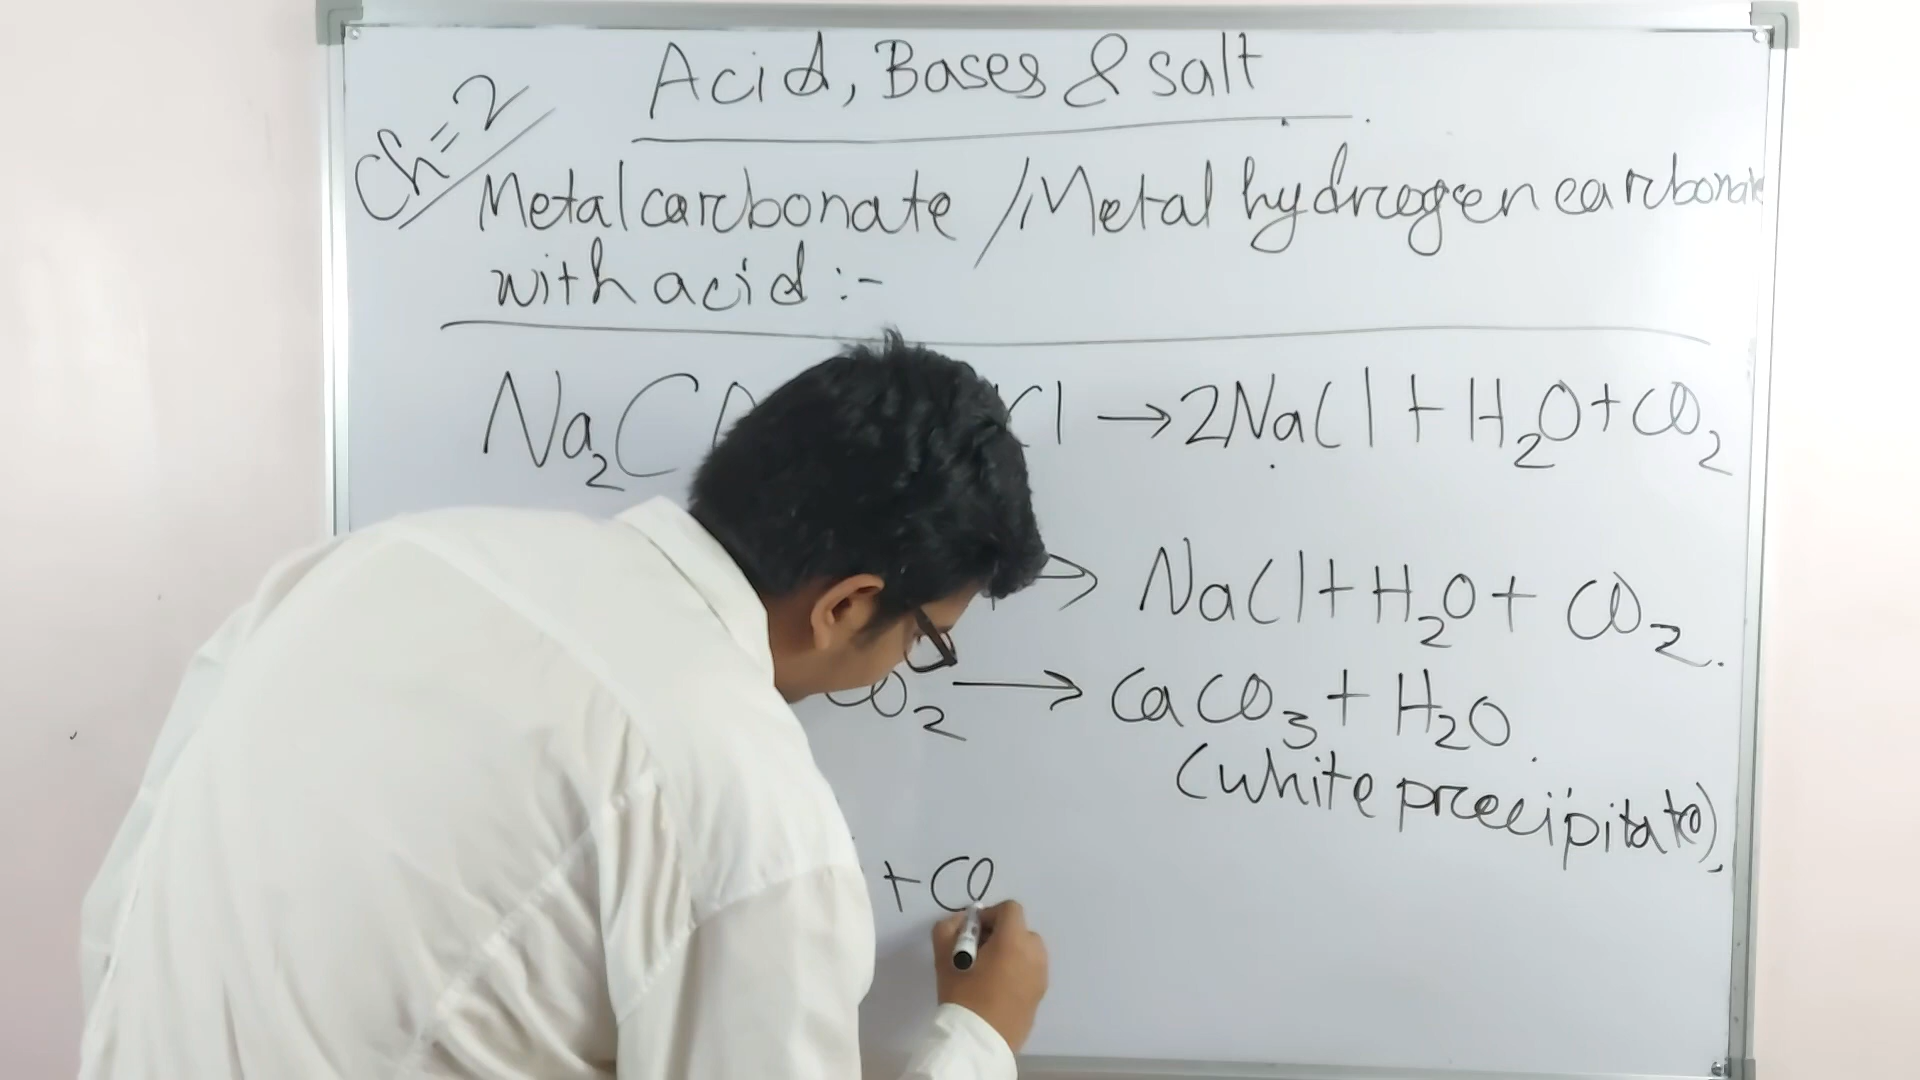 Acid, Bases & salt
Ch=2
Metal carbonate / Metal hydrogen carbonate
with acid :-
Na₂C Cl → 2NaCl + H₂O + CO₂
→ NaCl + H₂O + CO₂.
CO₂ → CaCO₃ + H₂O.
(white precipitate),
+ CO